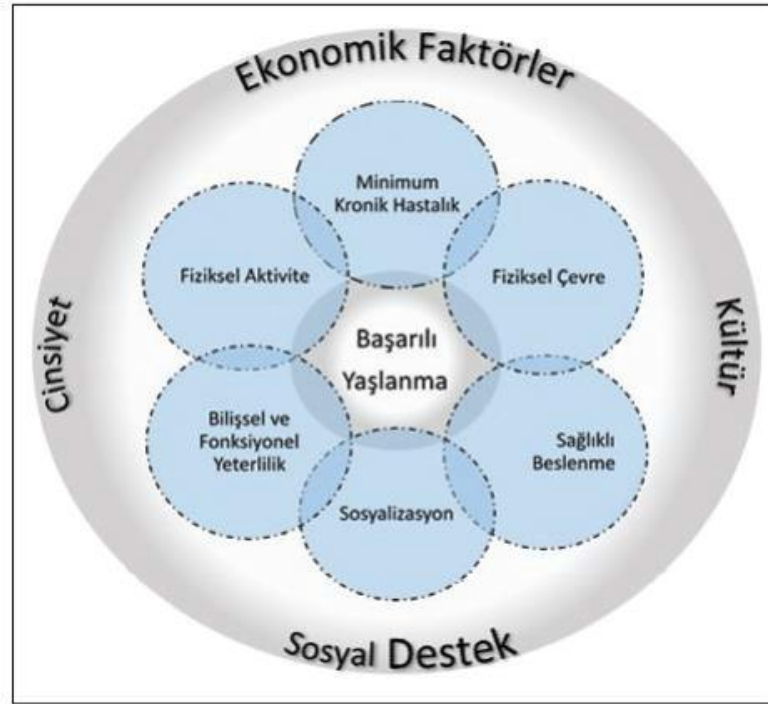 Ekonomik Faktörler
Minimum
Kronik Hastalık
Fiziksel Aktivite
Fiziksel Çevre
Cinsiyet
Başarılı
Yaşlanma
Kültür
Bilişsel ve
Fonksiyonel
Yeterlilik
Sağlıklı
Beslenme
Sosyalizasyon
Sosyal Destek